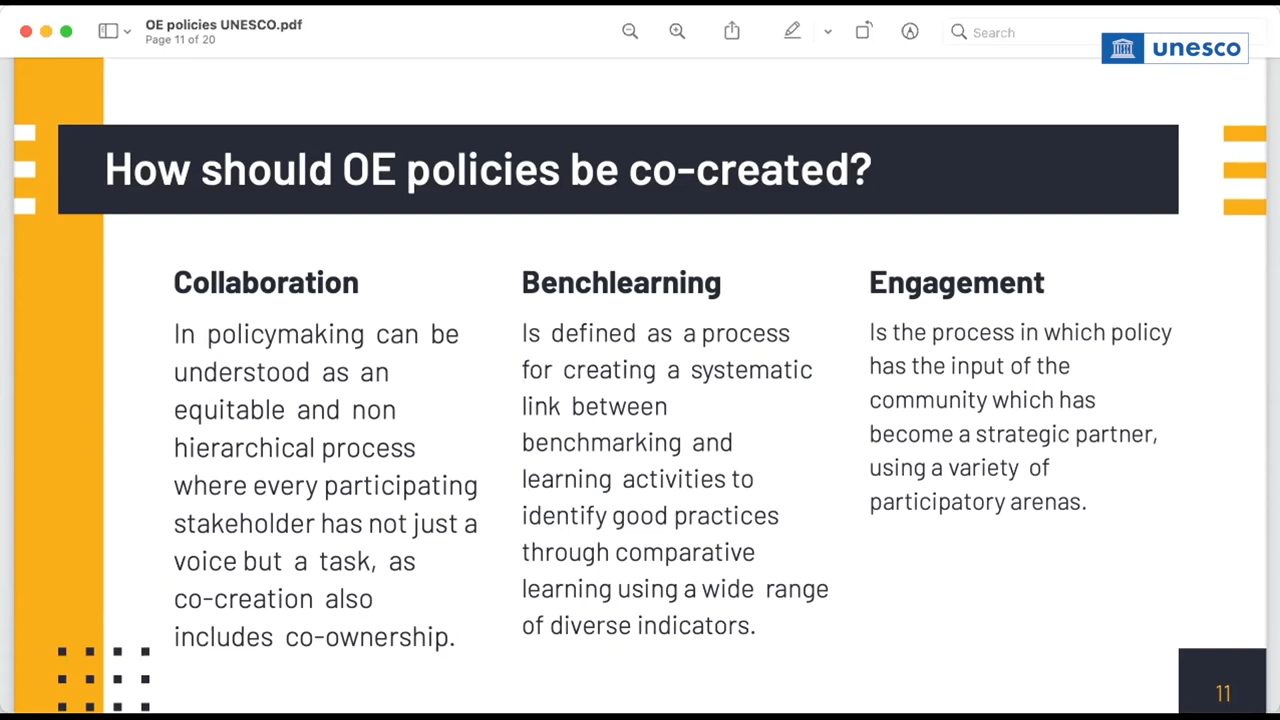 OE policies UNESCO.pdf
Page 11 of 20
Search
unesco
How should OE policies be co-created?
Collaboration
In policymaking can be
understood as an
equitable and non
hierarchical process
where every participating
stakeholder has not just a
voice but a task, as
co-creation also
includes co-ownership.
Benchlearning
Is defined as a process
for creating a systematic
link between
benchmarking and
learning activities to
identify good practices
through comparative
learning using a wide range
of diverse indicators.
Engagement
Is the process in which policy
has the input of the
community which has
become a strategic partner,
using a variety of
participatory arenas.
11